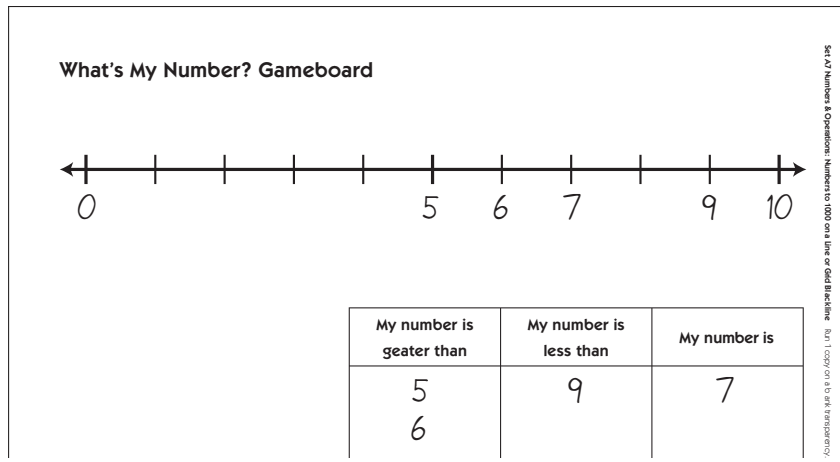 What's My Number? Gameboard
0 5 6 7 9 10
My number is geater than
My number is less than
My number is
5 9 7
6
Set A7 Numbers & Operations: Numbers to 1000 on a Line or Grid Blackline Run 1 copy on a b ank transparency.